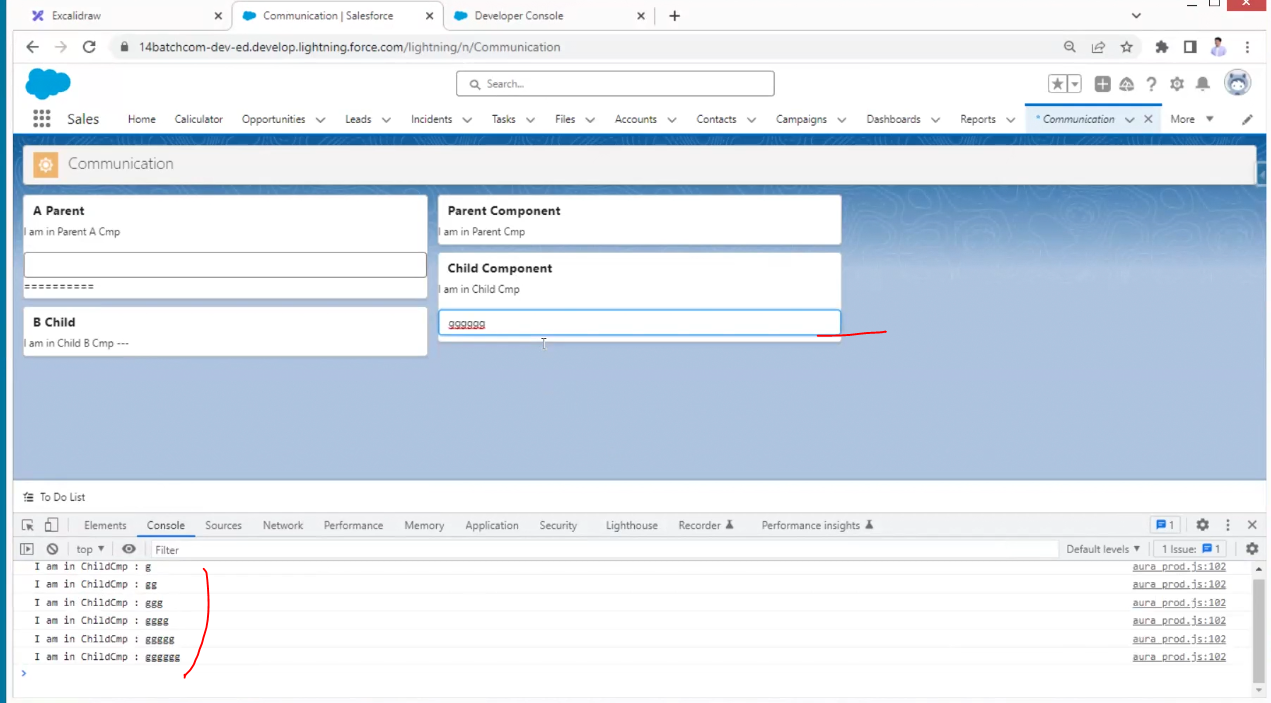 Excalidraw
Communication | Salesforce
Developer Console
14batchcom-dev-ed.develop.lightning.force.com/lightning/n/Communication
Search...
Sales Home Calculator Opportunities Leads Incidents Tasks Files Accounts Contacts Campaigns Dashboards Reports * Communication More
Communication
A Parent
I am in Parent A Cmp
==========
B Child
I am in Child B Cmp ---
Parent Component
I am in Parent Cmp
Child Component
I am in Child Cmp
gggggg
To Do List
Elements Console Sources Network Performance Memory Application Security Lighthouse Recorder Performance insights 1
top Filter Default levels 1 Issue: 1
I am in ChildCmp : g aura_prod.js:102
I am in ChildCmp : gg aura_prod.js:102
I am in ChildCmp : ggg aura_prod.js:102
I am in ChildCmp : gggg aura_prod.js:102
I am in ChildCmp : ggggg aura_prod.js:102
I am in ChildCmp : gggggg aura_prod.js:102